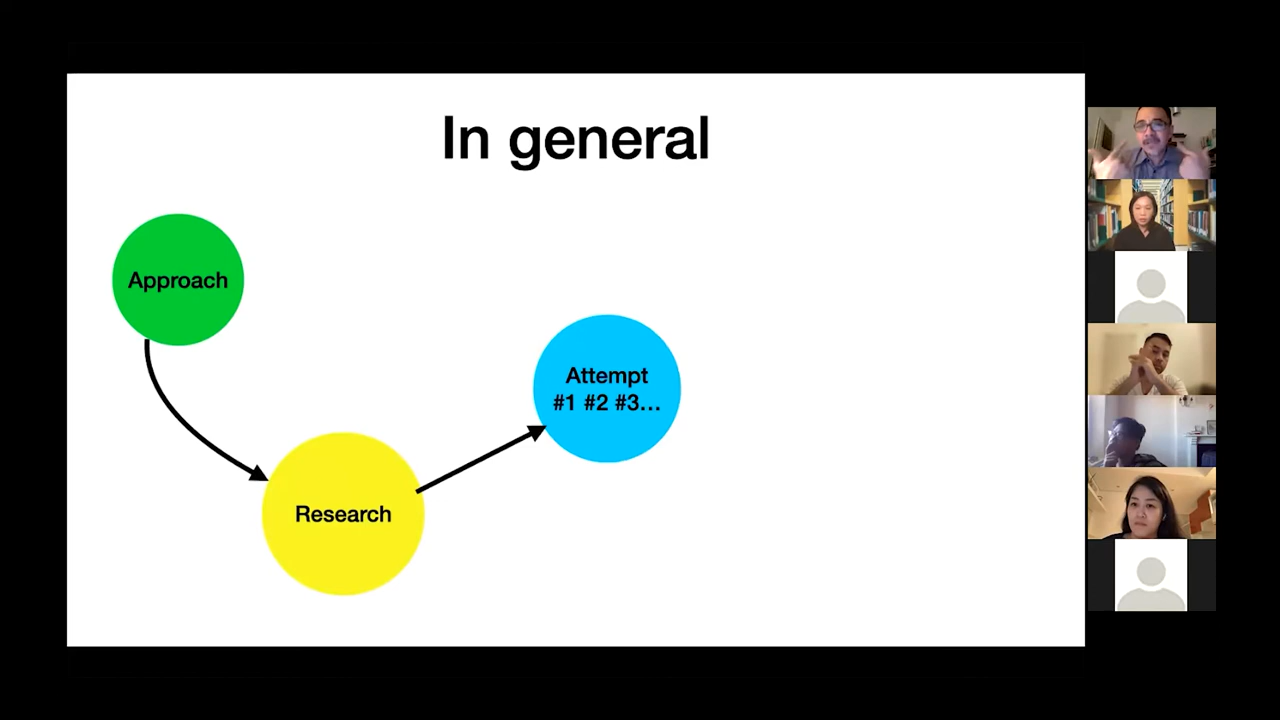 In general
Approach
Attempt
#1 #2 #3...
Research